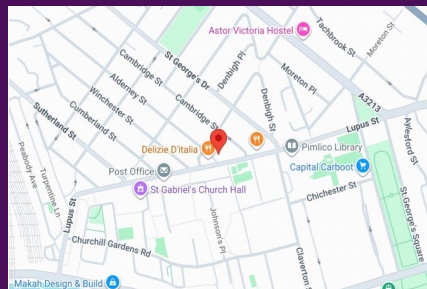 Astor Victoria Hostel
Tachbrook St
Moreton St
St George's Dr
Denbigh Pl
Cambridge St
Moreton Pl
Alderney St
Winchester St
Cumberland St
Sutherland St
Cambridge St
Denbigh St
A3213
Lupus St
Aylesford St
Peabody Ave
Turpentine Ln
Delizie D'italia
Pimlico Library
Post Office
Capital Carboot
St Gabriel's Church Hall
Chichester St
Lupus St
Johnson's Pl
St George's Square
Churchill Gardens Rd
Claverton St
Makah Design & Build